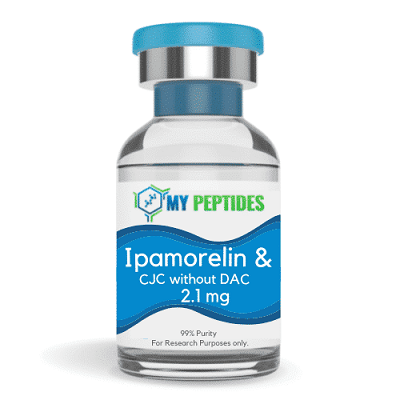 MY PEPTIDES
Ipamorelin &
CJC without DAC
2.1 mg
99% Purity
For Research Purposes only.